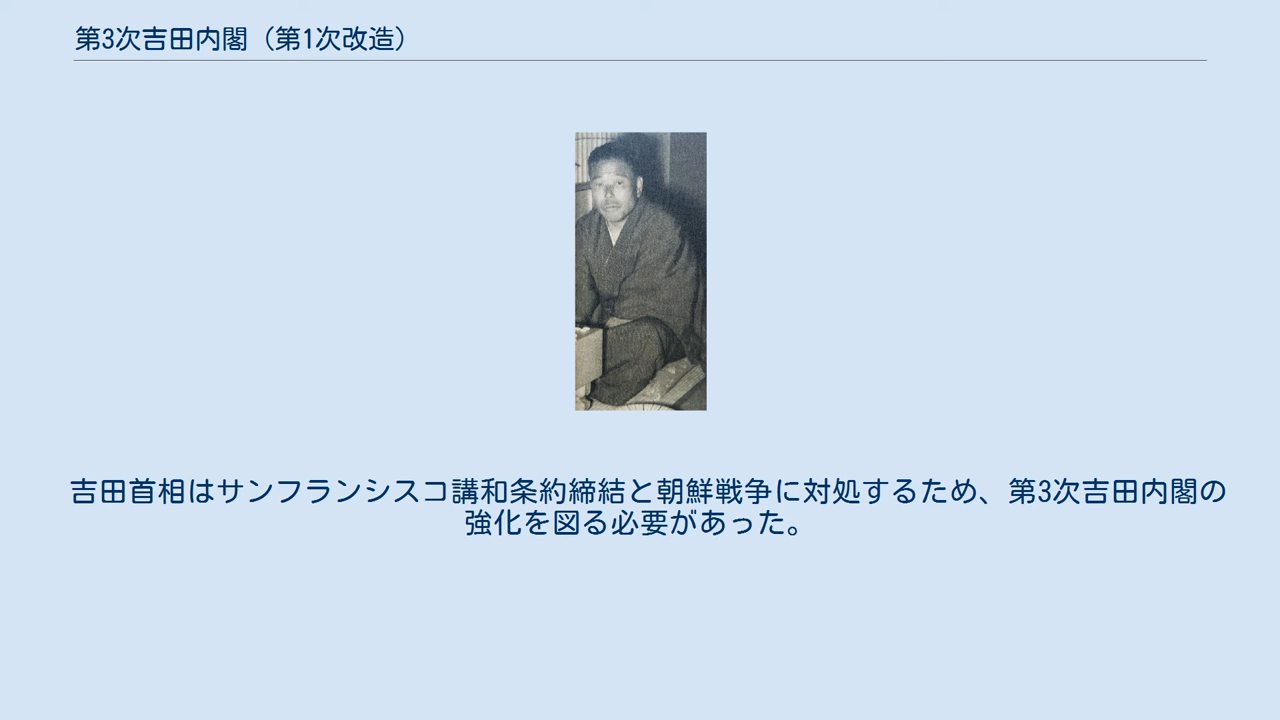 第3次吉田内閣（第1次改造）
吉田首相はサンフランシスコ講和条約締結と朝鮮戦争に対処するため、第3次吉田内閣の
強化を図る必要があった。